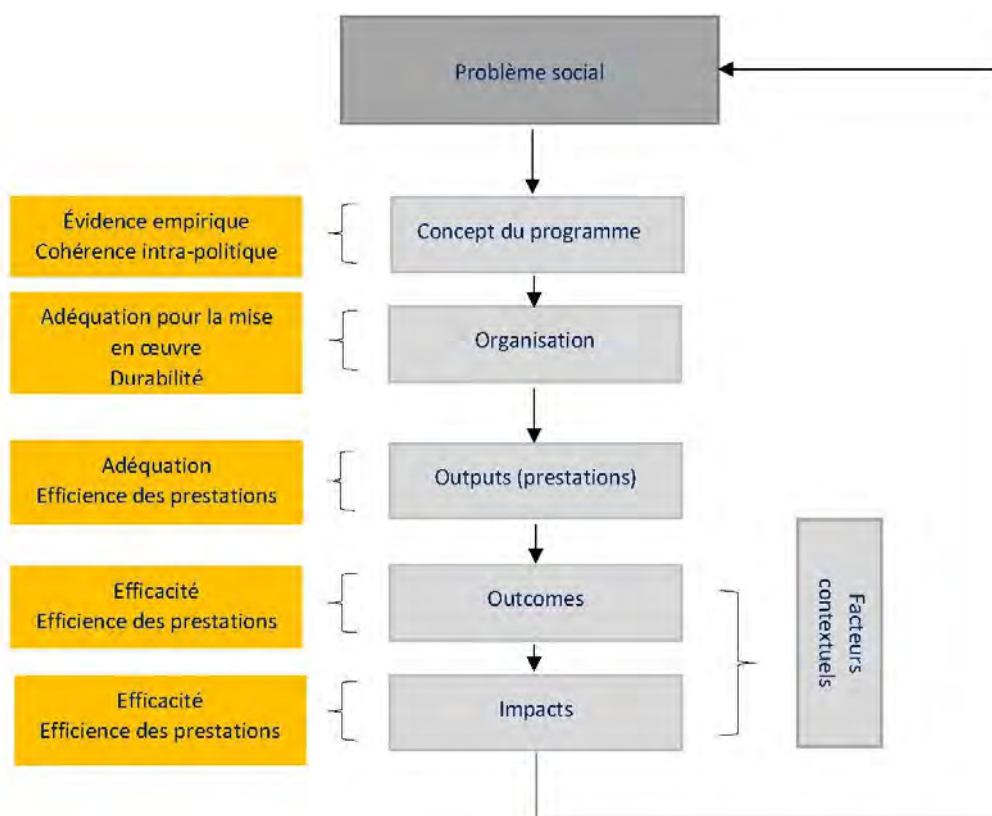 Problème social
Évidence empirique
Cohérence intra-politique
Concept du programme
Adéquation pour la mise
en œuvre
Durabilité
Organisation
Adéquation
Efficience des prestations
Outputs (prestations)
Efficacité
Efficience des prestations
Outcomes
Efficacité
Efficience des prestations
Impacts
Facteurs
contextuels